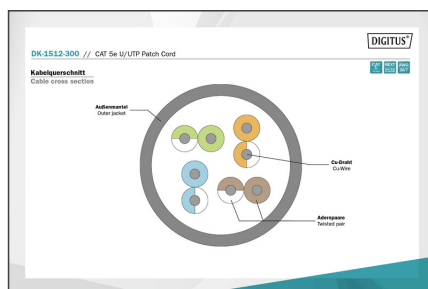 DIGITUS®
DK-1512-300 // CAT 5e U/UTP Patch Cord
Kabelquerschnitt
Cable cross section
Außenmantel
Outer jacket
Cu-Draht
Cu-Wire
Aderspaare
Twisted pair